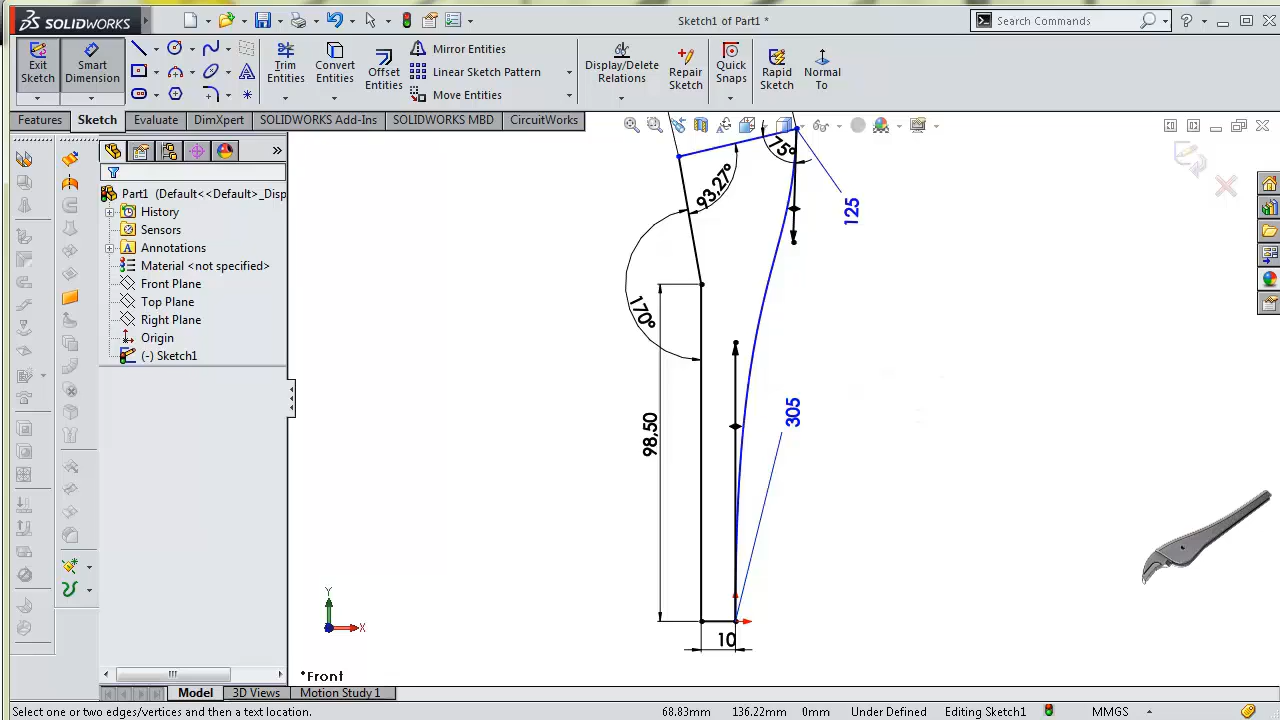 SOLIDWORKS
Sketch1 of Part1 *
Search Commands
?
Exit Sketch
Smart Dimension
Trim Entities
Convert Entities
Offset Entities
Mirror Entities
Linear Sketch Pattern
Move Entities
Display/Delete Relations
Repair Sketch
Quick Snaps
Rapid Sketch
Normal To
Features
Sketch
Evaluate
DimXpert
SOLIDWORKS Add-Ins
SOLIDWORKS MBD
CircuitWorks
»
Part1 (Default<<Default>_Disp
History
Sensors
Annotations
Material <not specified>
Front Plane
Top Plane
Right Plane
Origin
(-) Sketch1
75°
93,27°
125
170°
98,50
305
10
Y
X
*Front
Model
3D Views
Motion Study 1
Select one or two edges/vertices and then a text location.
68.83mm
136.22mm
0mm
Under Defined
Editing Sketch1
MMGS